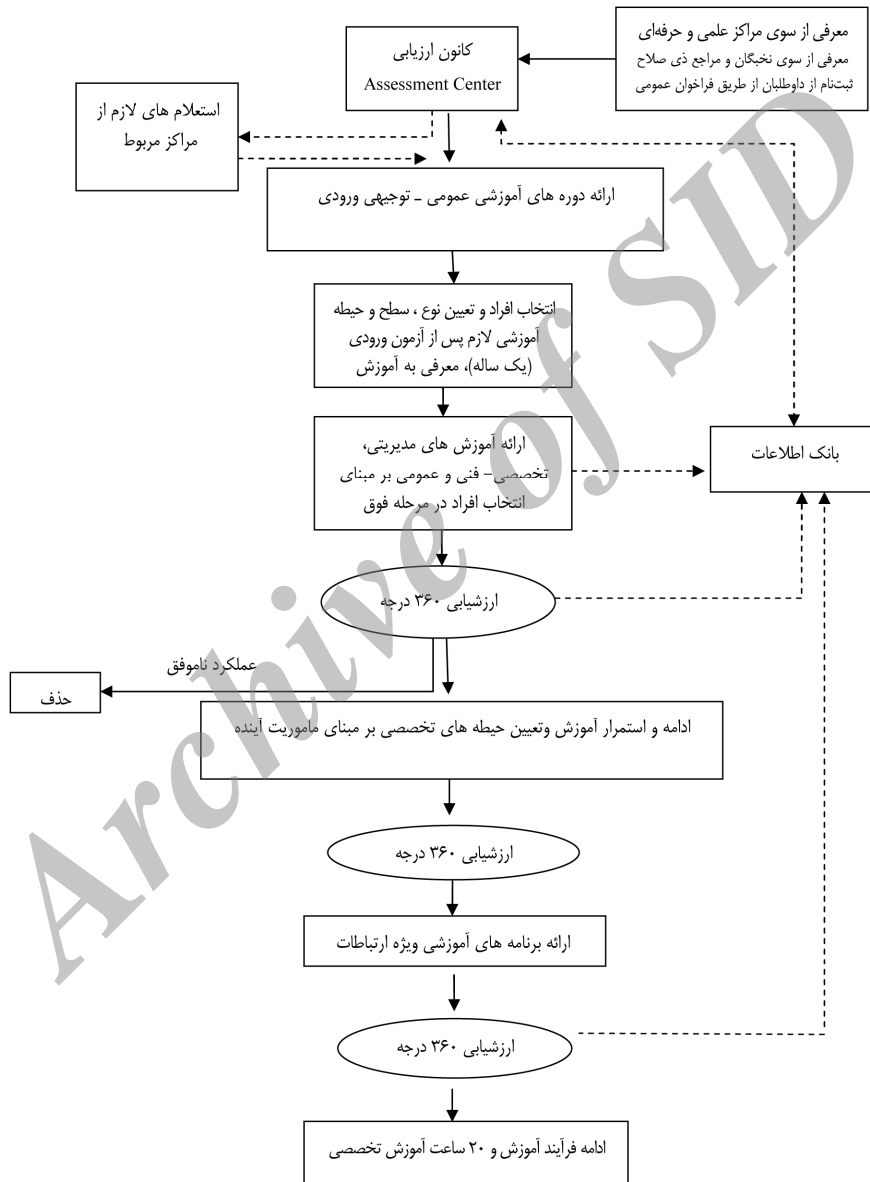 معرفی از سوی مراکز علمی و حرفه‌ای
معرفی از سوی نخبگان و مراجع ذی صلاح
ثبت‌نام از داوطلبان از طریق فراخوان عمومی
کانون ارزیابی
Assessment Center
استعلام های لازم از
مراکز مربوط
ارائه دوره های آموزشی عمومی ـ توجیهی ورودی
انتخاب افراد و تعیین نوع ، سطح و حیطه
آموزشی لازم پس از آزمون ورودی
(یک ساله)، معرفی به آموزش
ارائه آموزش های مدیریتی،
تخصصی- فنی و عمومی بر مبنای
انتخاب افراد در مرحله فوق
بانک اطلاعات
ارزشیابی ۳۶۰ درجه
عملکرد ناموفق
حذف
ادامه و استمرار آموزش وتعیین حیطه های تخصصی بر مبنای ماموریت آینده
ارزشیابی ۳۶۰ درجه
ارائه برنامه های آموزشی ویژه ارتباطات
ارزشیابی ۳۶۰ درجه
ادامه فرآیند آموزش و ۲۰ ساعت آموزش تخصصی
Archive of SID